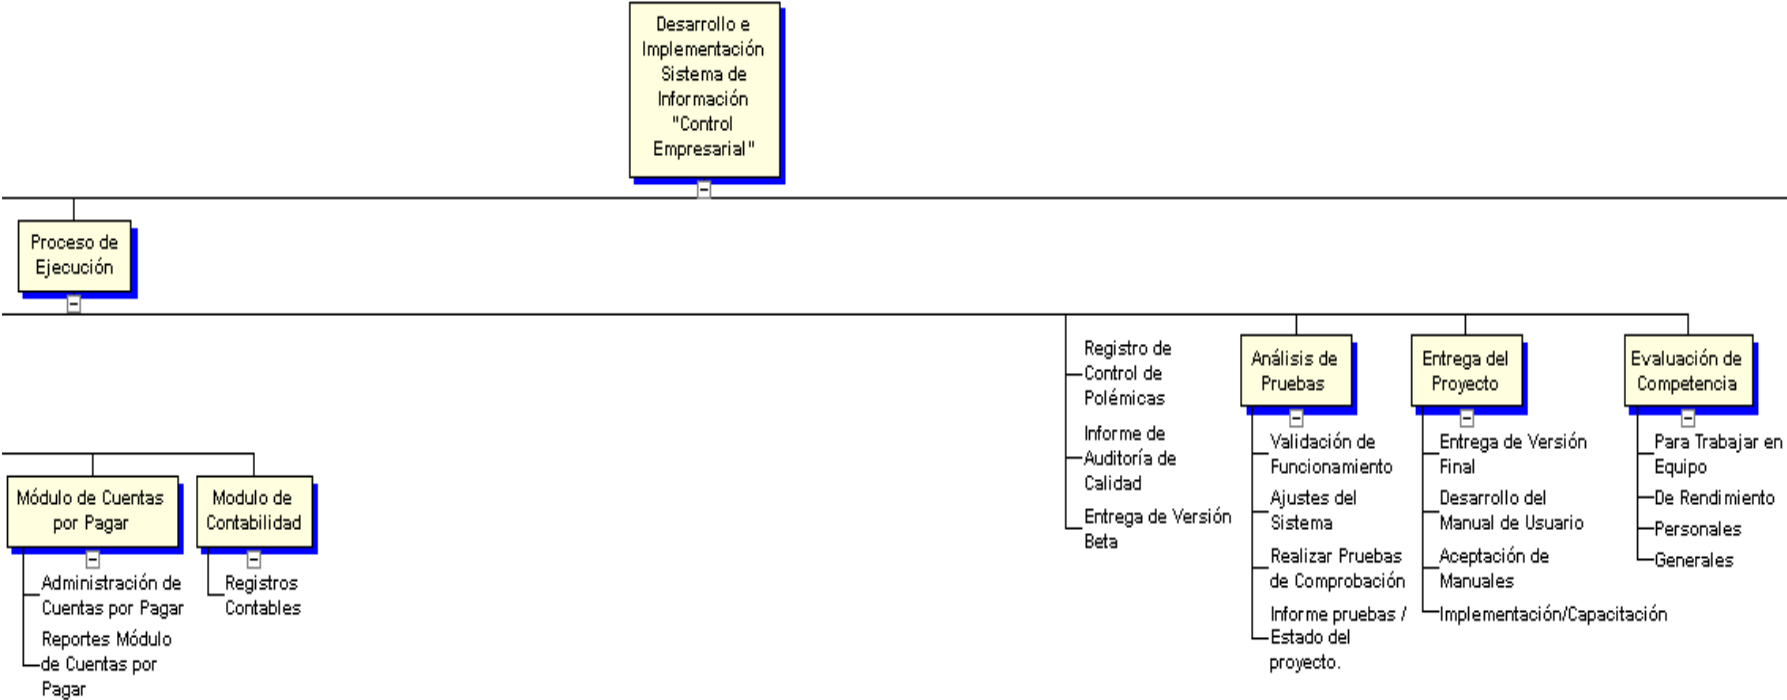 Desarrollo e
Implementación
Sistema de
Información
"Control
Empresarial"
Proceso de
Ejecución
Módulo de Cuentas
por Pagar
Administración de
Cuentas por Pagar
Reportes Módulo
de Cuentas por
Pagar
Modulo de
Contabilidad
Registros
Contables
Registro de
Control de
Polémicas
Informe de
Auditoría de
Calidad
Entrega de Versión
Beta
Análisis de
Pruebas
Validación de
Funcionamiento
Ajustes del
Sistema
Realizar Pruebas
de Comprobación
Informe pruebas /
Estado del
proyecto.
Entrega del
Proyecto
Entrega de Versión
Final
Desarrollo del
Manual de Usuario
Aceptación de
Manuales
Implementación/Capacitación
Evaluación de
Competencia
Para Trabajar en
Equipo
De Rendimiento
Personales
Generales